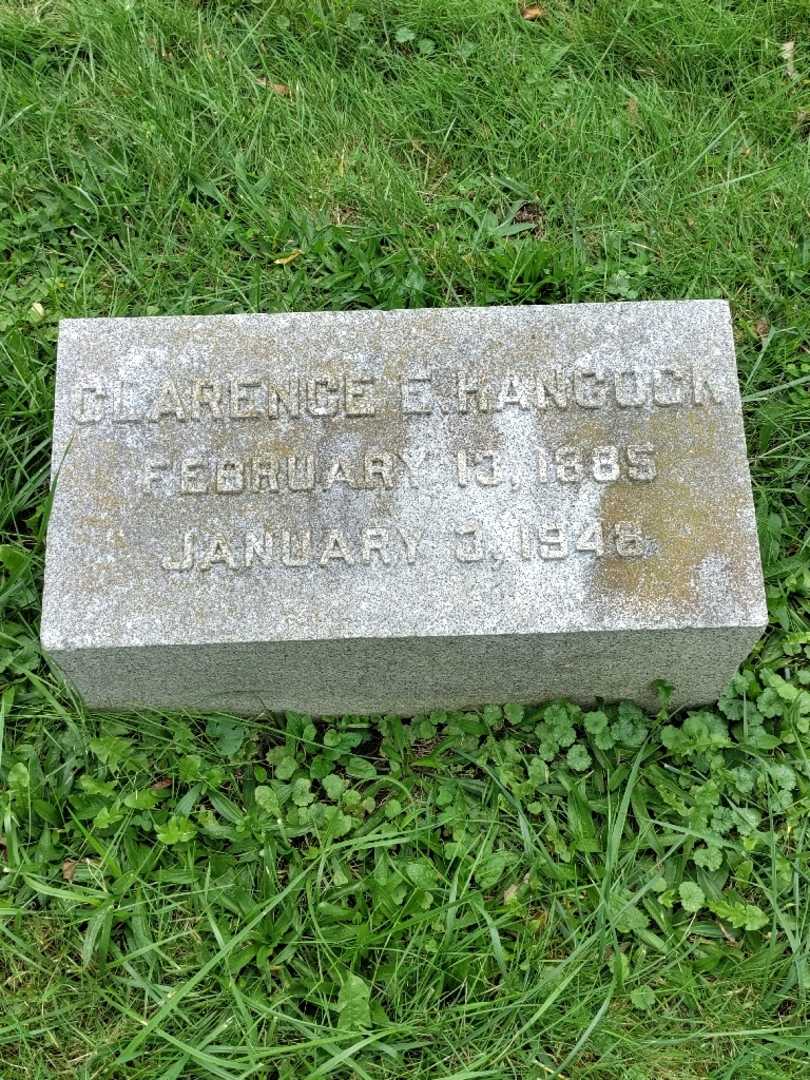 CLARENCE E. HANCOCK
FEBRUARY 13, 1885
JANUARY 3, 1948